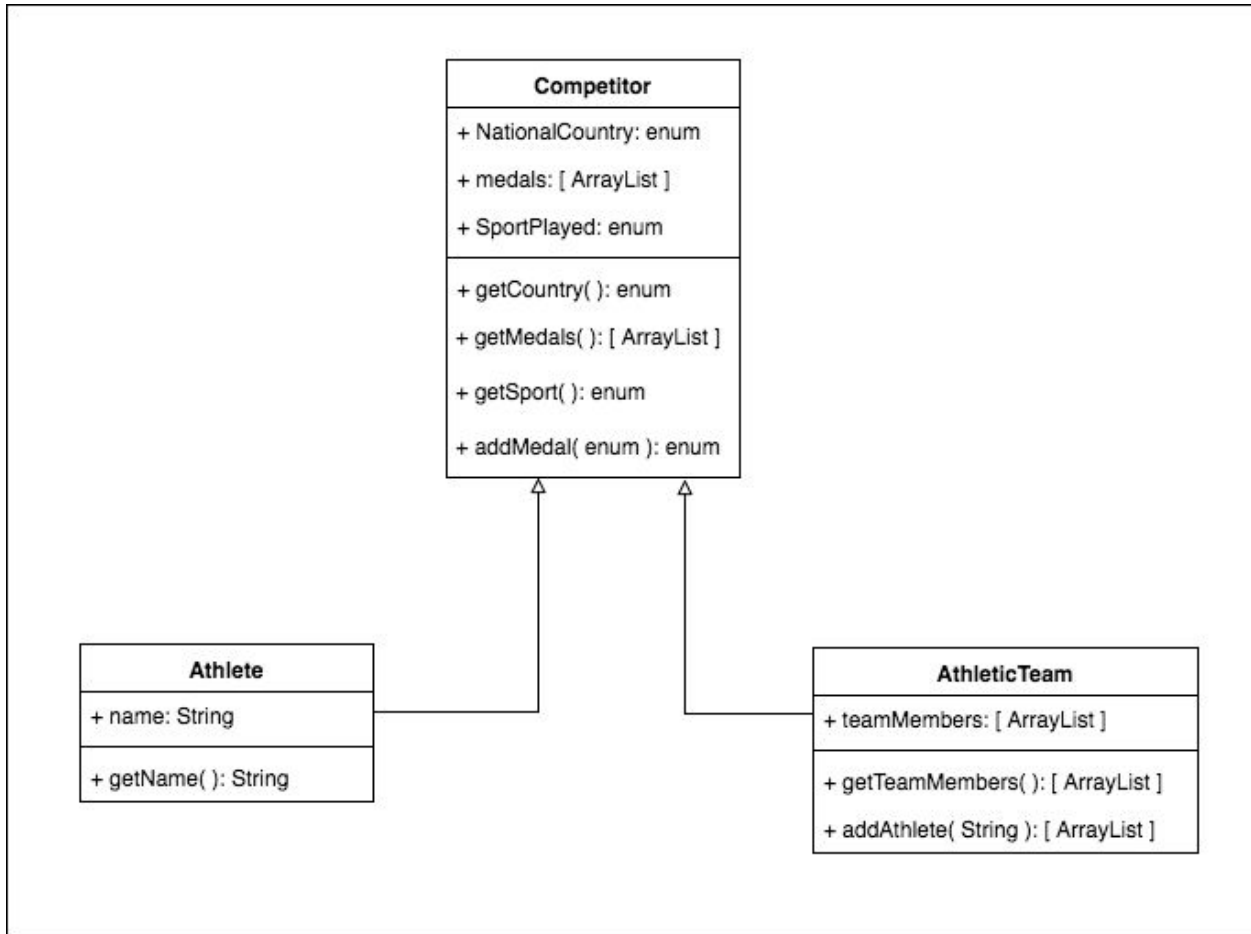 Competitor
+ NationalCountry: enum
+ medals: [ ArrayList ]
+ SportPlayed: enum
+ getCountry( ): enum
+ getMedals( ): [ ArrayList ]
+ getSport( ): enum
+ addMedal( enum ): enum
Athlete
+ name: String
+ getName( ): String
AthleticTeam
+ teamMembers: [ ArrayList ]
+ getTeamMembers( ): [ ArrayList ]
+ addAthlete( String ): [ ArrayList ]